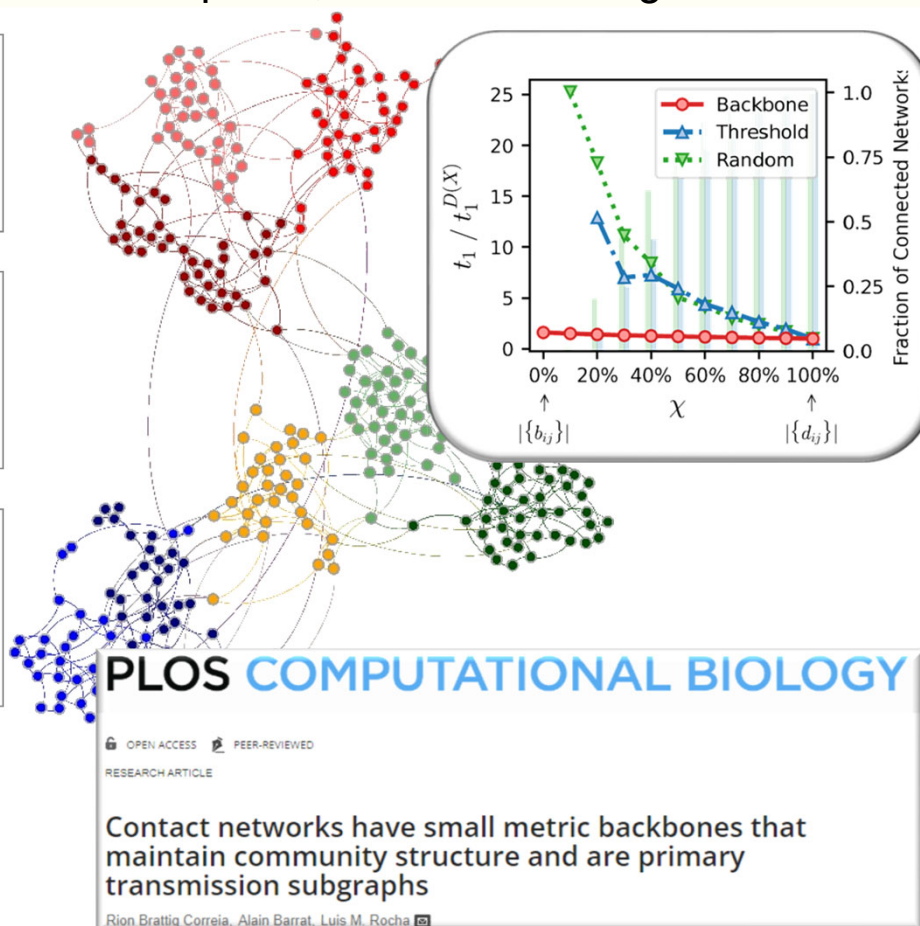 25
20
15
10
5
0
t₁ / t₁^D(X)
Backbone
Threshold
Random
1.0
0.75
0.5
0.25
0.0
Fraction of Connected Networks
0% 20% 40% 60% 80% 100%
↑ χ ↑
|{b_ij}| |{d_ij}|
PLOS COMPUTATIONAL BIOLOGY
OPEN ACCESS PEER-REVIEWED
RESEARCH ARTICLE
Contact networks have small metric backbones that
maintain community structure and are primary
transmission subgraphs
Rion Brattig Correia, Alain Barrat, Luis M. Rocha